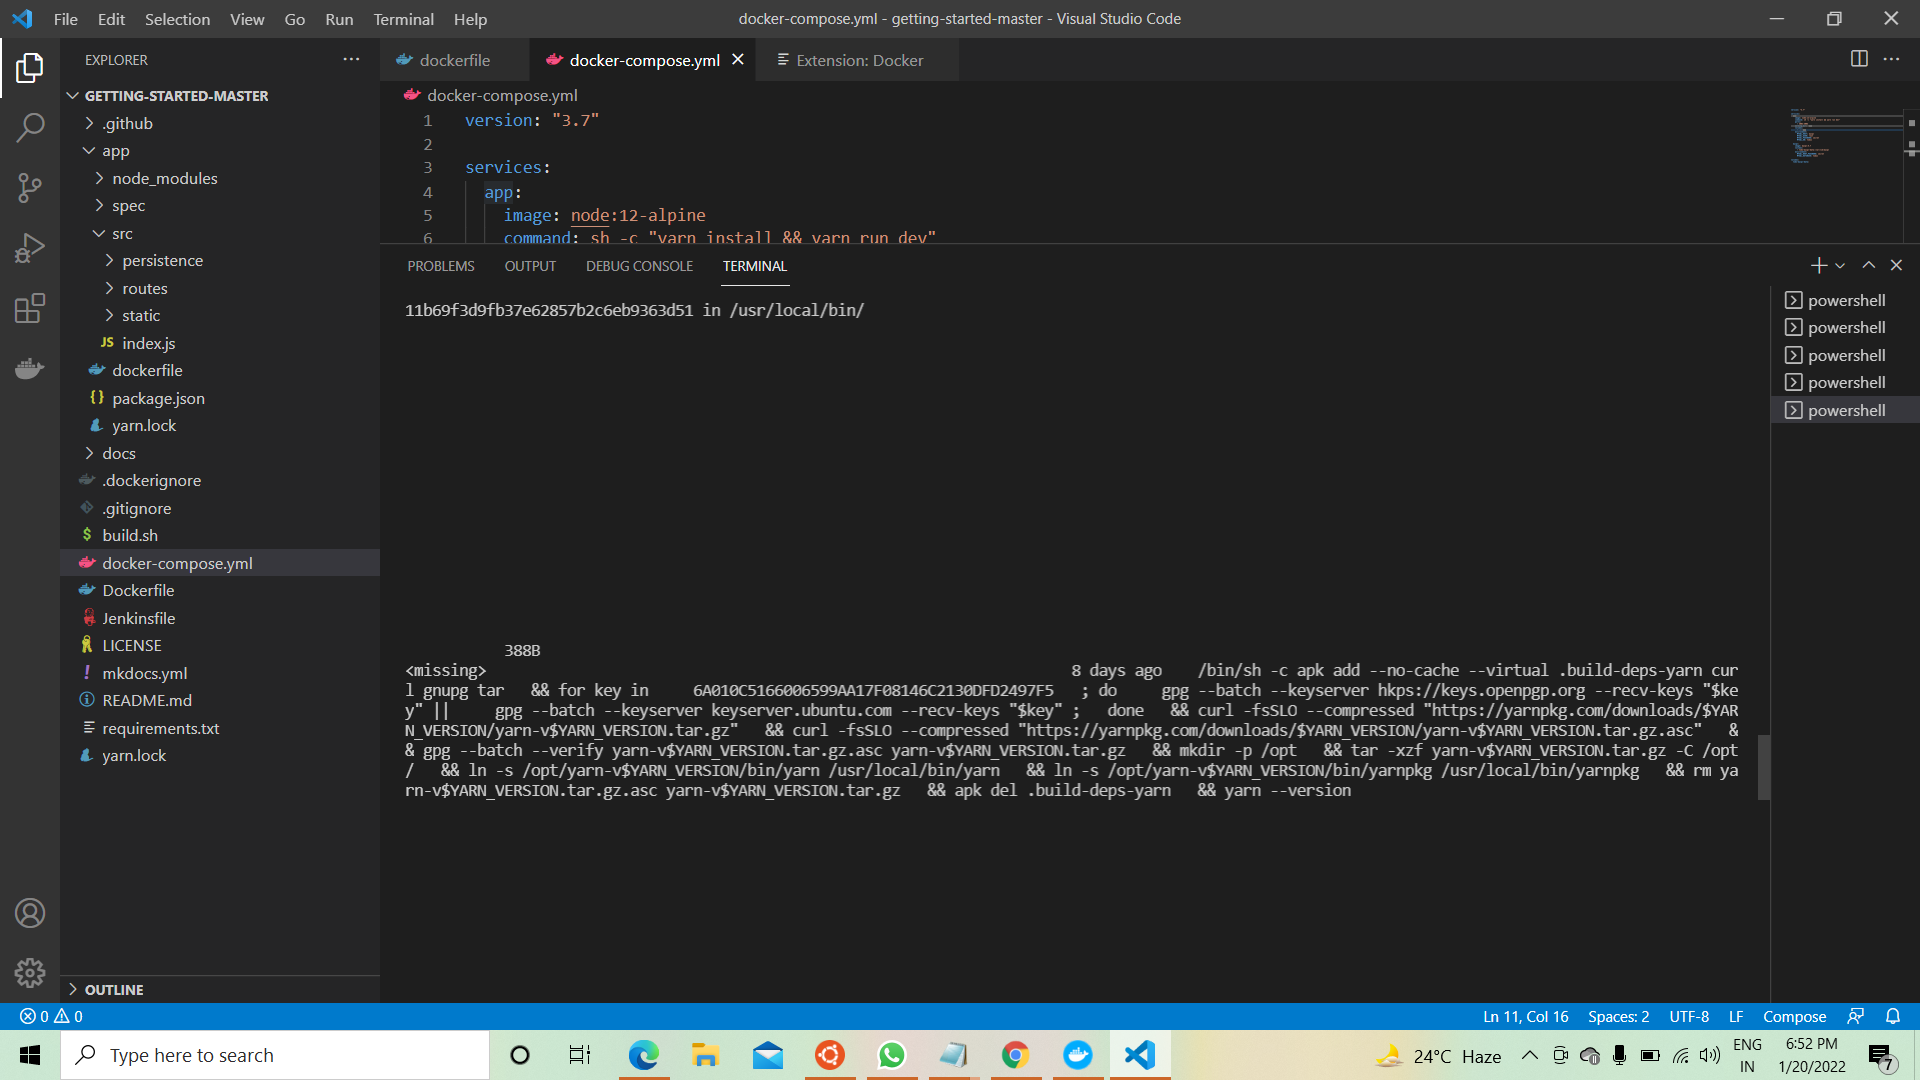 File Edit Selection View Go Run Terminal Help
docker-compose.yml - getting-started-master - Visual Studio Code
EXPLORER
GETTING-STARTED-MASTER
.github
app
node_modules
spec
src
persistence
routes
static
index.js
dockerfile
package.json
yarn.lock
docs
.dockerignore
.gitignore
build.sh
docker-compose.yml
Dockerfile
Jenkinsfile
LICENSE
mkdocs.yml
README.md
requirements.txt
yarn.lock
OUTLINE
dockerfile
docker-compose.yml
Extension: Docker
docker-compose.yml
1 version: "3.7"
2
3 services:
4 app:
5 image: node:12-alpine
6 command: sh -c "yarn install && yarn run dev"
PROBLEMS OUTPUT DEBUG CONSOLE TERMINAL
11b69f3d9fb37e62857b2c6eb9363d51 in /usr/local/bin/
388B
<missing> 8 days ago /bin/sh -c apk add --no-cache --virtual .build-deps-yarn cur
l gnupg tar && for key in 6A010C5166006599AA17F08146C2130DFD2497F5 ; do gpg --batch --keyserver hkps://keys.openpgp.org --recv-keys "$ke
y" || gpg --batch --keyserver keyserver.ubuntu.com --recv-keys "$key" ; done && curl -fsSLO --compressed "https://yarnpkg.com/downloads/$YAR
N_VERSION/yarn-v$YARN_VERSION.tar.gz" && curl -fsSLO --compressed "https://yarnpkg.com/downloads/$YARN_VERSION/yarn-v$YARN_VERSION.tar.gz.asc" &
& gpg --batch --verify yarn-v$YARN_VERSION.tar.gz.asc yarn-v$YARN_VERSION.tar.gz && mkdir -p /opt && tar -xzf yarn-v$YARN_VERSION.tar.gz -C /opt
/ && ln -s /opt/yarn-v$YARN_VERSION/bin/yarn /usr/local/bin/yarn && ln -s /opt/yarn-v$YARN_VERSION/bin/yarnpkg /usr/local/bin/yarnpkg && rm ya
rn-v$YARN_VERSION.tar.gz.asc yarn-v$YARN_VERSION.tar.gz && apk del .build-deps-yarn && yarn --version
powershell
powershell
powershell
powershell
powershell
0 0
Ln 11, Col 16 Spaces: 2 UTF-8 LF Compose
Type here to search
24°C Haze
ENG
IN
6:52 PM
1/20/2022
7